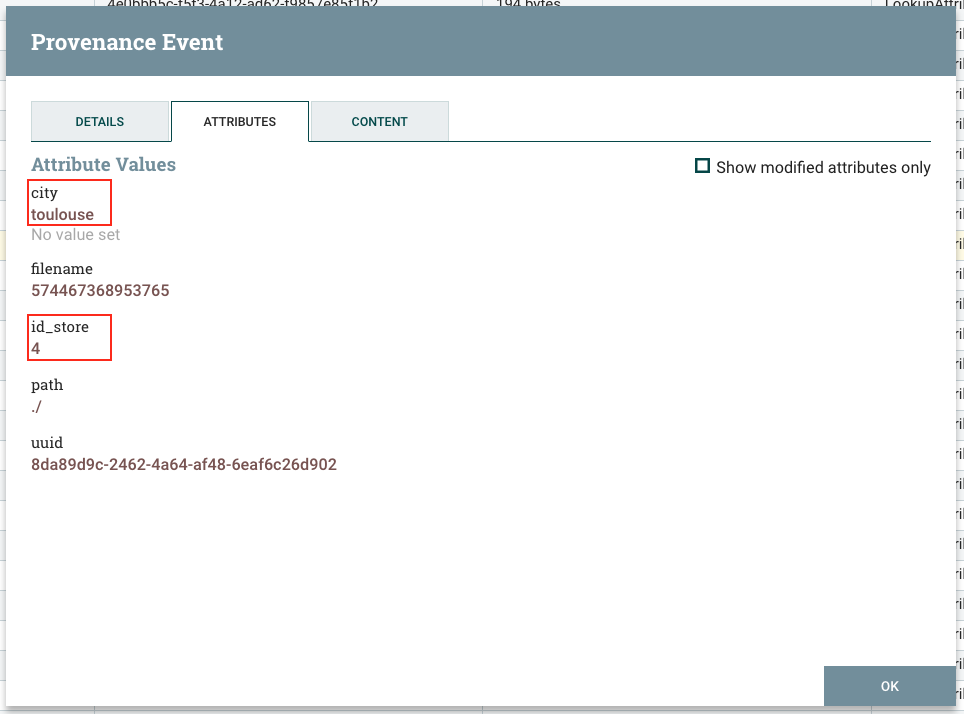 4e0bbb5c-f5f3-4a12-ad62-f9857e85f1b2 194 bytes LookupAttri
Provenance Event
DETAILS ATTRIBUTES CONTENT
Attribute Values
Show modified attributes only
city
toulouse
No value set
filename
574467368953765
id_store
4
path
./
uuid
8da89d9c-2462-4a64-af48-6eaf6c26d902
OK